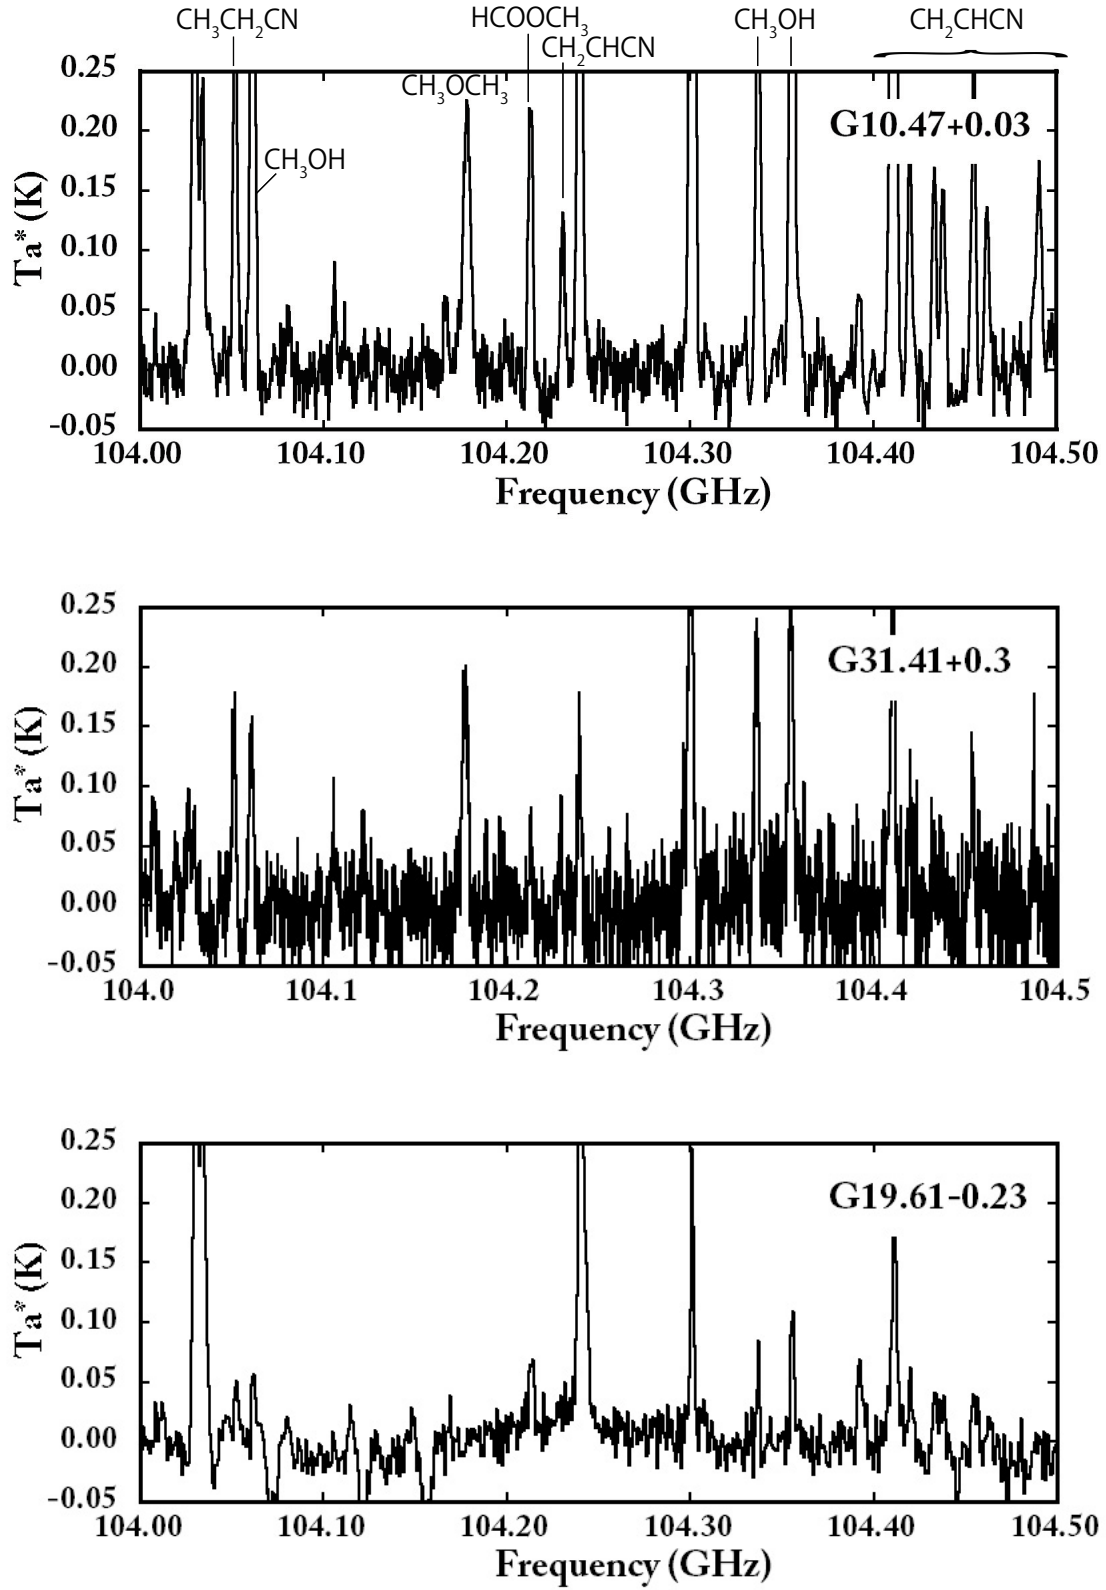 CH₃CH₂CN HCOOCH₃ CH₃OH CH₂CHCN
CH₂CHCN
CH₃OCH₃
CH₃OH
G10.47+0.03
Ta* (K)
0.25
0.20
0.15
0.10
0.05
0.00
-0.05
104.00 104.10 104.20 104.30 104.40 104.50
Frequency (GHz)
G31.41+0.3
Ta* (K)
0.25
0.20
0.15
0.10
0.05
0.00
-0.05
104.0 104.1 104.2 104.3 104.4 104.5
Frequency (GHz)
G19.61-0.23
Ta* (K)
0.25
0.20
0.15
0.10
0.05
0.00
-0.05
104.00 104.10 104.20 104.30 104.40 104.50
Frequency (GHz)